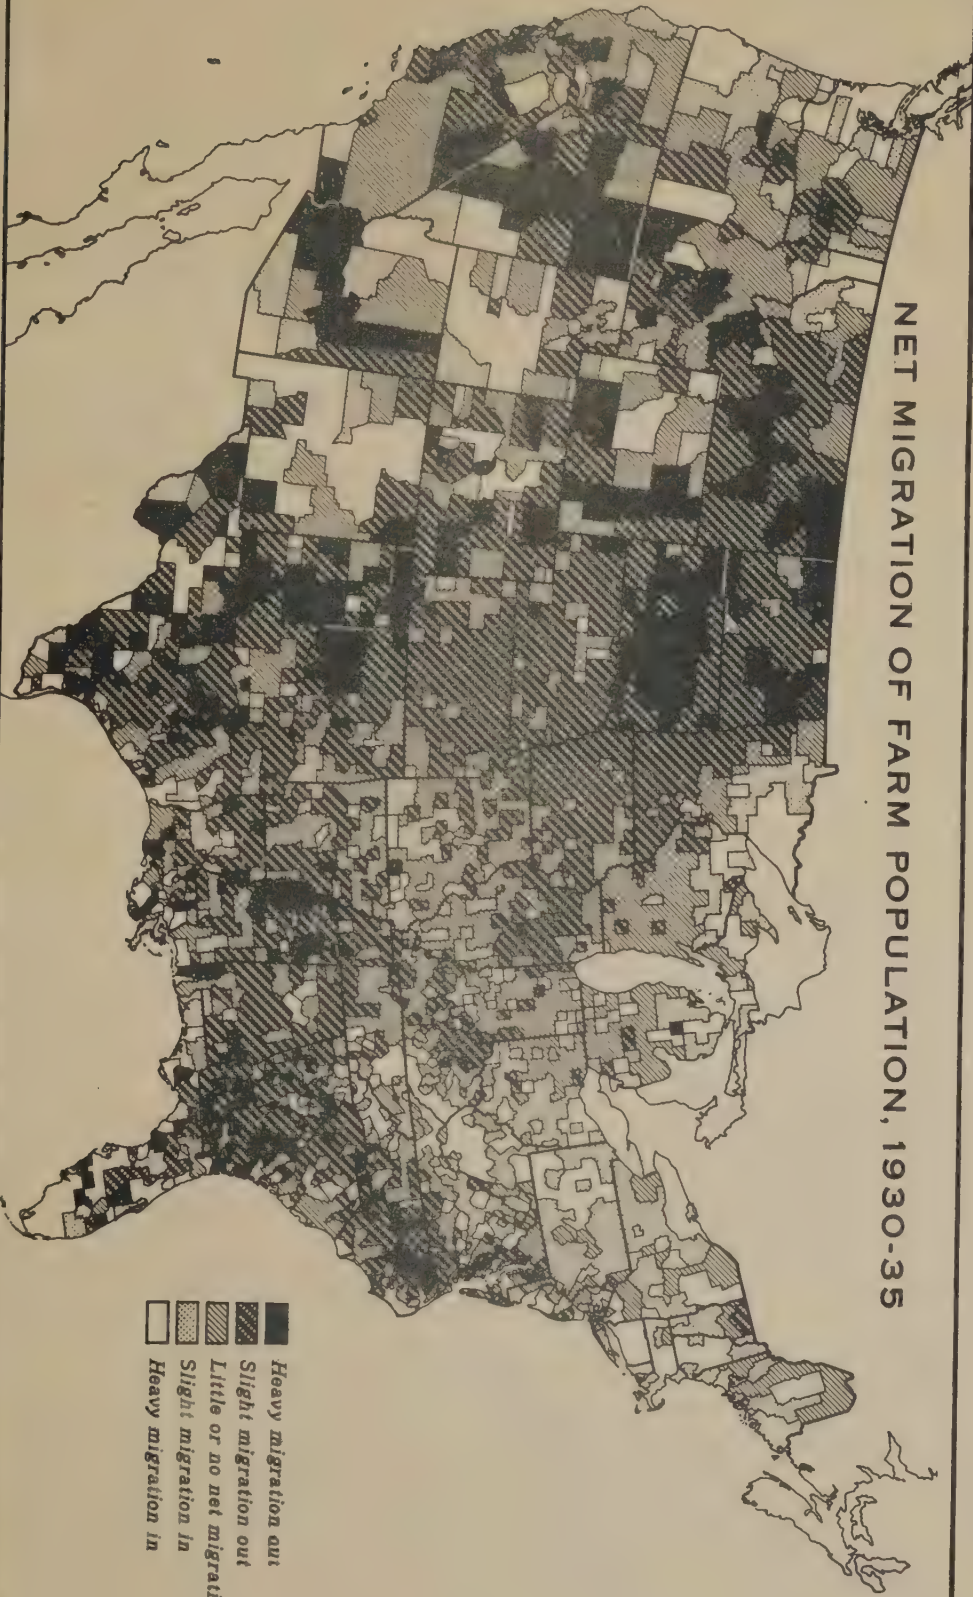 NET MIGRATION OF FARM POPULATION, 1930-35
Heavy migration out
Slight migration out
Little or no net migrati
Slight migration in
Heavy migration in